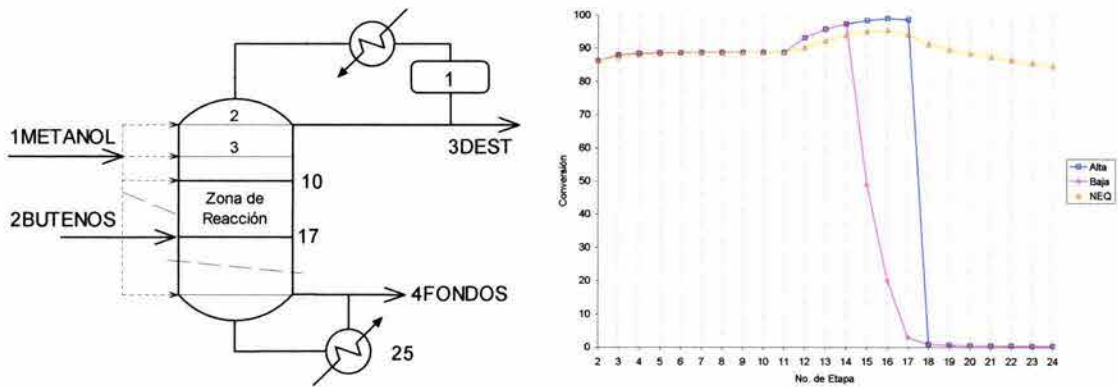 1
2
1METANOL
3
3DEST
10
Zona de
Reacción
2BUTENOS
17
4FONDOS
25
100
90
80
70
60
50
40
30
20
10
0
Conversión
2 3 4 5 6 7 8 9 10 11 12 13 14 15 16 17 18 19 20 21 22 23 24
No. de Etapa
Alta
Baja
NEQ